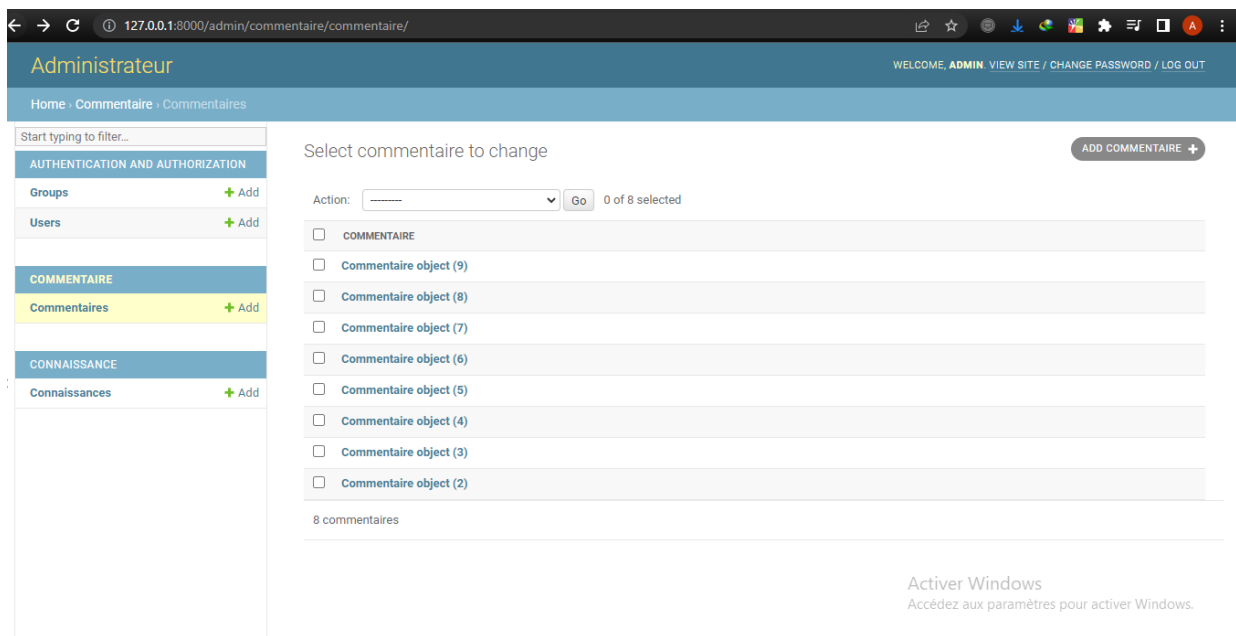 127.0.0.1:8000/admin/commentaire/commentaire/
A
Administrateur
WELCOME, ADMIN. VIEW SITE / CHANGE PASSWORD / LOG OUT
Home › Commentaire › Commentaires
Start typing to filter...
AUTHENTICATION AND AUTHORIZATION
Groups + Add
Users + Add
COMMENTAIRE
Commentaires + Add
CONNAISSANCE
Connaissances + Add
Select commentaire to change
ADD COMMENTAIRE +
Action: --------- Go 0 of 8 selected
COMMENTAIRE
Commentaire object (9)
Commentaire object (8)
Commentaire object (7)
Commentaire object (6)
Commentaire object (5)
Commentaire object (4)
Commentaire object (3)
Commentaire object (2)
8 commentaires
Activer Windows
Accédez aux paramètres pour activer Windows.